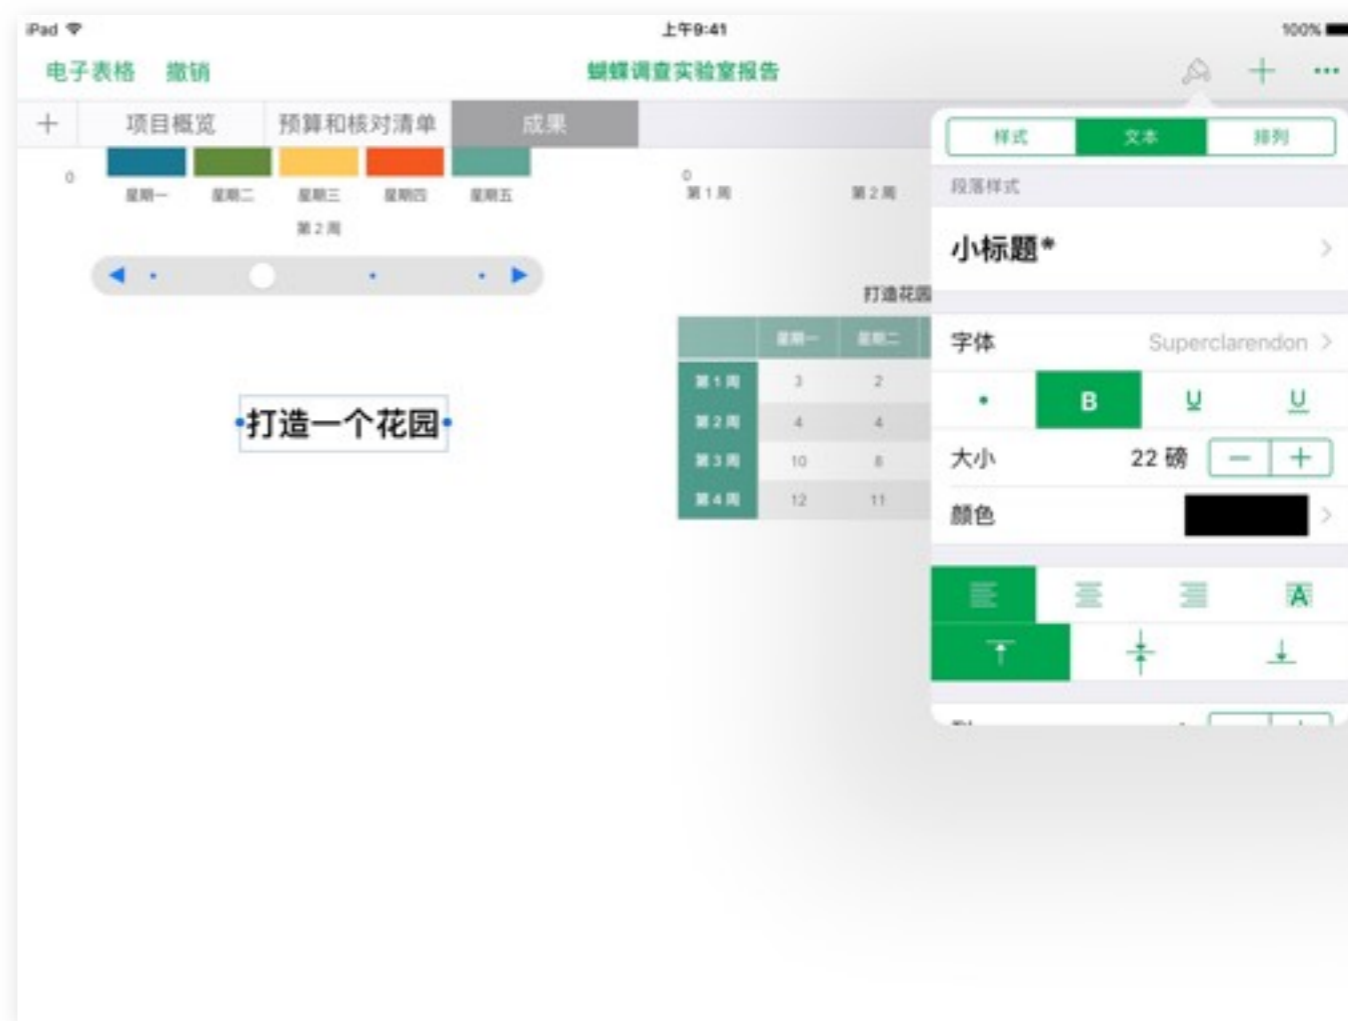 iPad 上午9:41 100%
电子表格 撤销 蝴蝶调查实验室报告
项目概览 预算和核对清单 成果
样式 文本 排列
0
星期一 星期二 星期三 星期四 星期五
第 2 周
0
第 1 周 第 2 周
打造花园
星期一 星期二
第 1 周 3 2
第 2 周 4 4
第 3 周 10 8
第 4 周 12 11
打造一个花园
段落样式
小标题*
字体 Superclarendon
B U U
大小 22 磅
颜色
A